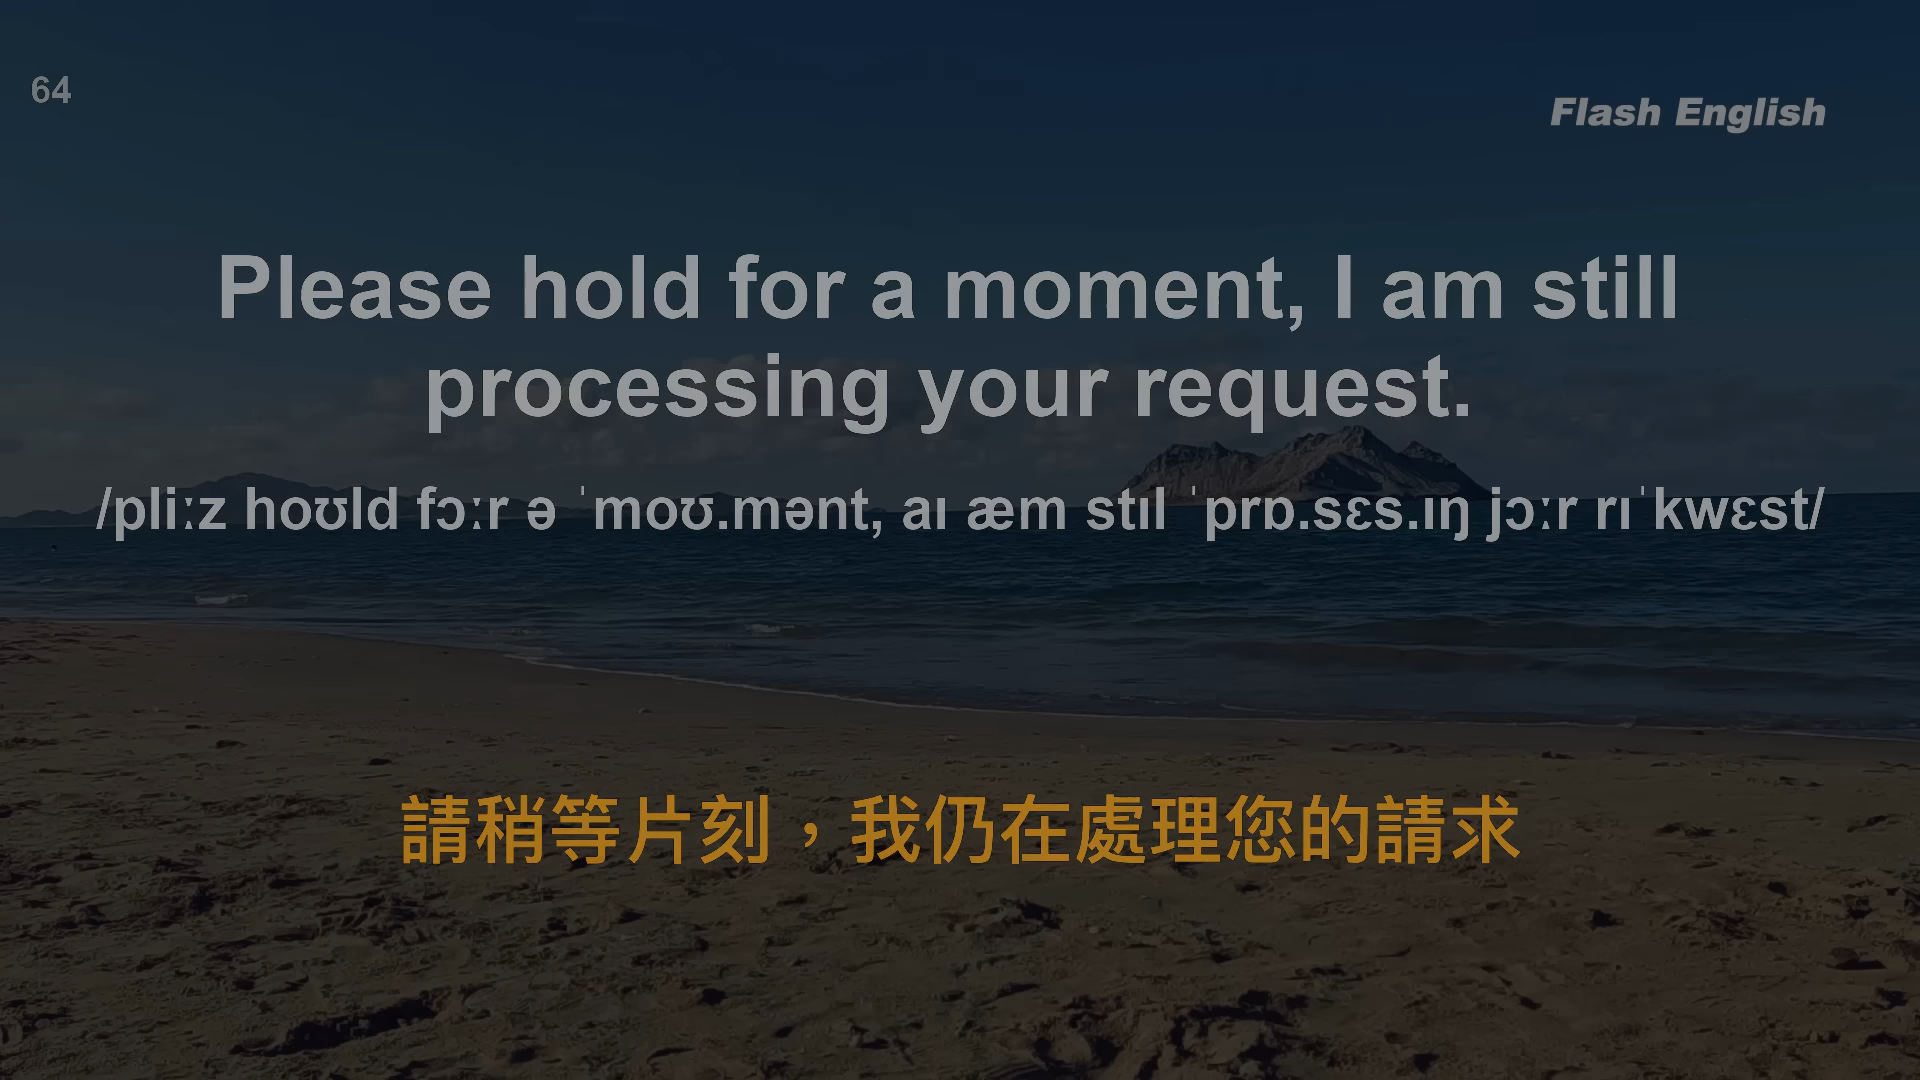 64
Flash English
Please hold for a moment, I am still
processing your request.
/pliːz hoʊld fɔːr ə ˈmoʊ.mənt, aɪ æm stɪl ˈprɒ.sɛs.ɪŋ jɔːr rɪˈkwɛst/
請稍等片刻，我仍在處理您的請求